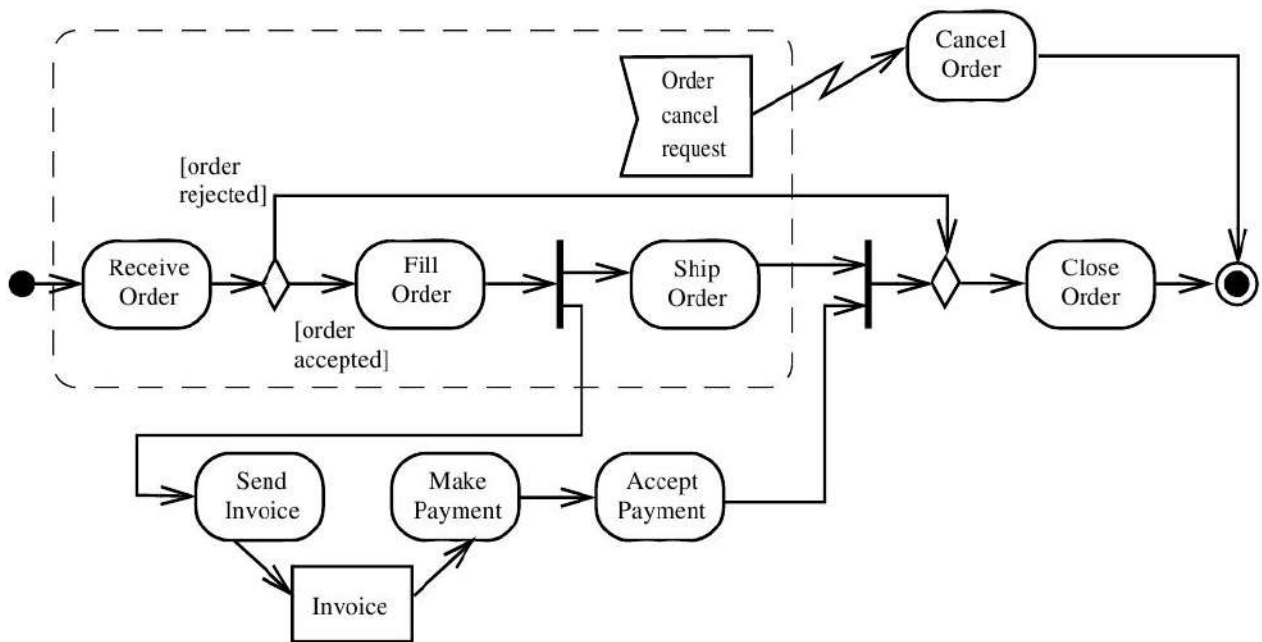 Cancel
Order
Order
cancel
request
[order
rejected]
Receive
Order
Fill
Order
Ship
Order
Close
Order
[order
accepted]
Send
Invoice
Make
Payment
Accept
Payment
Invoice